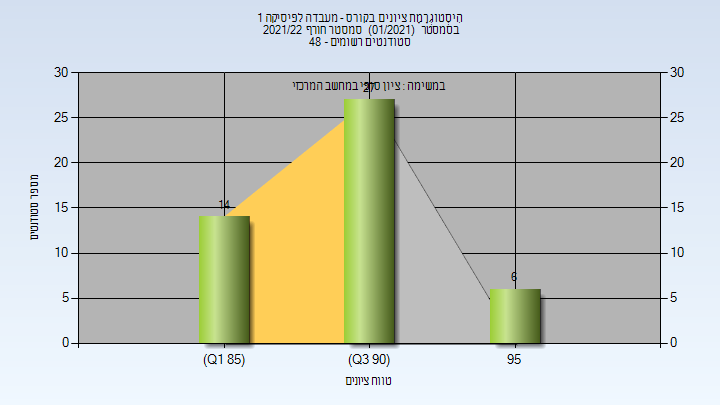 היסטוגרמת ציונים בקורס - מעבדה לפיסיקה 1
בסמסטר (01/2021) סמסטר חורף 2021/22
סטודנטים רשומים - 48
במשימה : ציון סופי במחשב המרכזי
30 30
25 25
20 20
15 15
10 10
5 5
0 0
27
14
6
מספר סטודנטים
(Q1 85) (Q3 90) 95
טווח ציונים